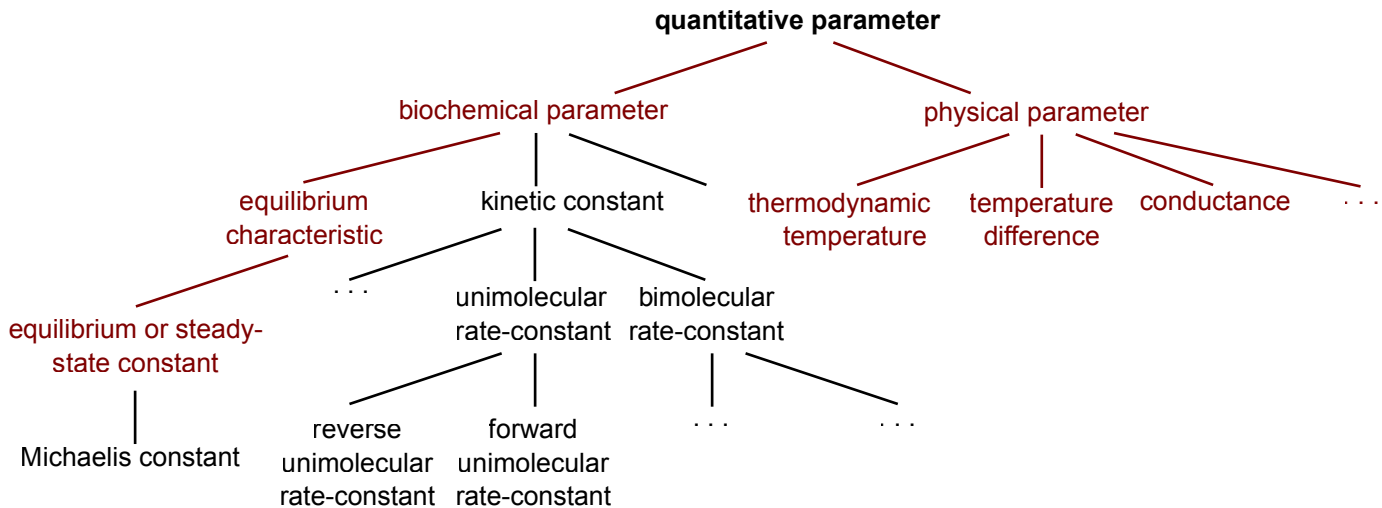 quantitative parameter
biochemical parameter
physical parameter
equilibrium
characteristic
kinetic constant
thermodynamic
temperature
temperature
difference
conductance
. . .
. . .
unimolecular
rate-constant
bimolecular
rate-constant
equilibrium or steady-
state constant
Michaelis constant
reverse
unimolecular
rate-constant
forward
unimolecular
rate-constant
. . .
. . .